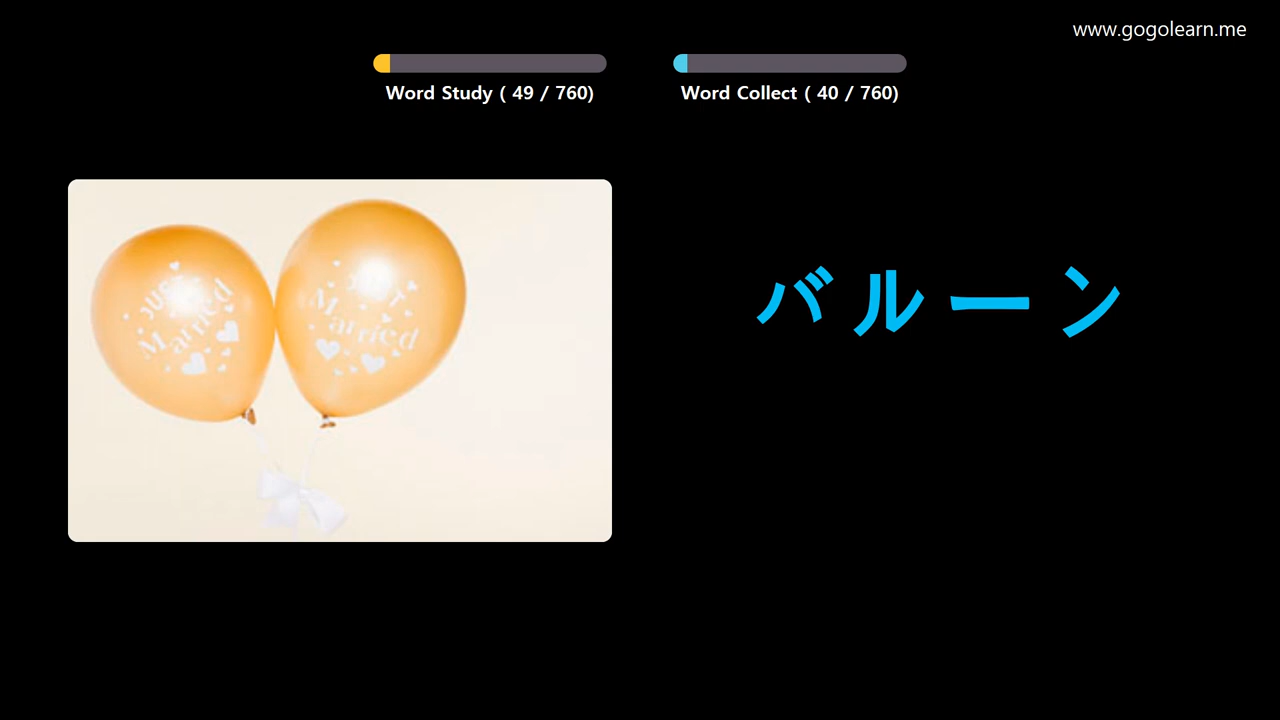 www.gogolearn.me
Word Study ( 49 / 760)
Word Collect ( 40 / 760)
JUST
Married
JUST
Married
バルーン